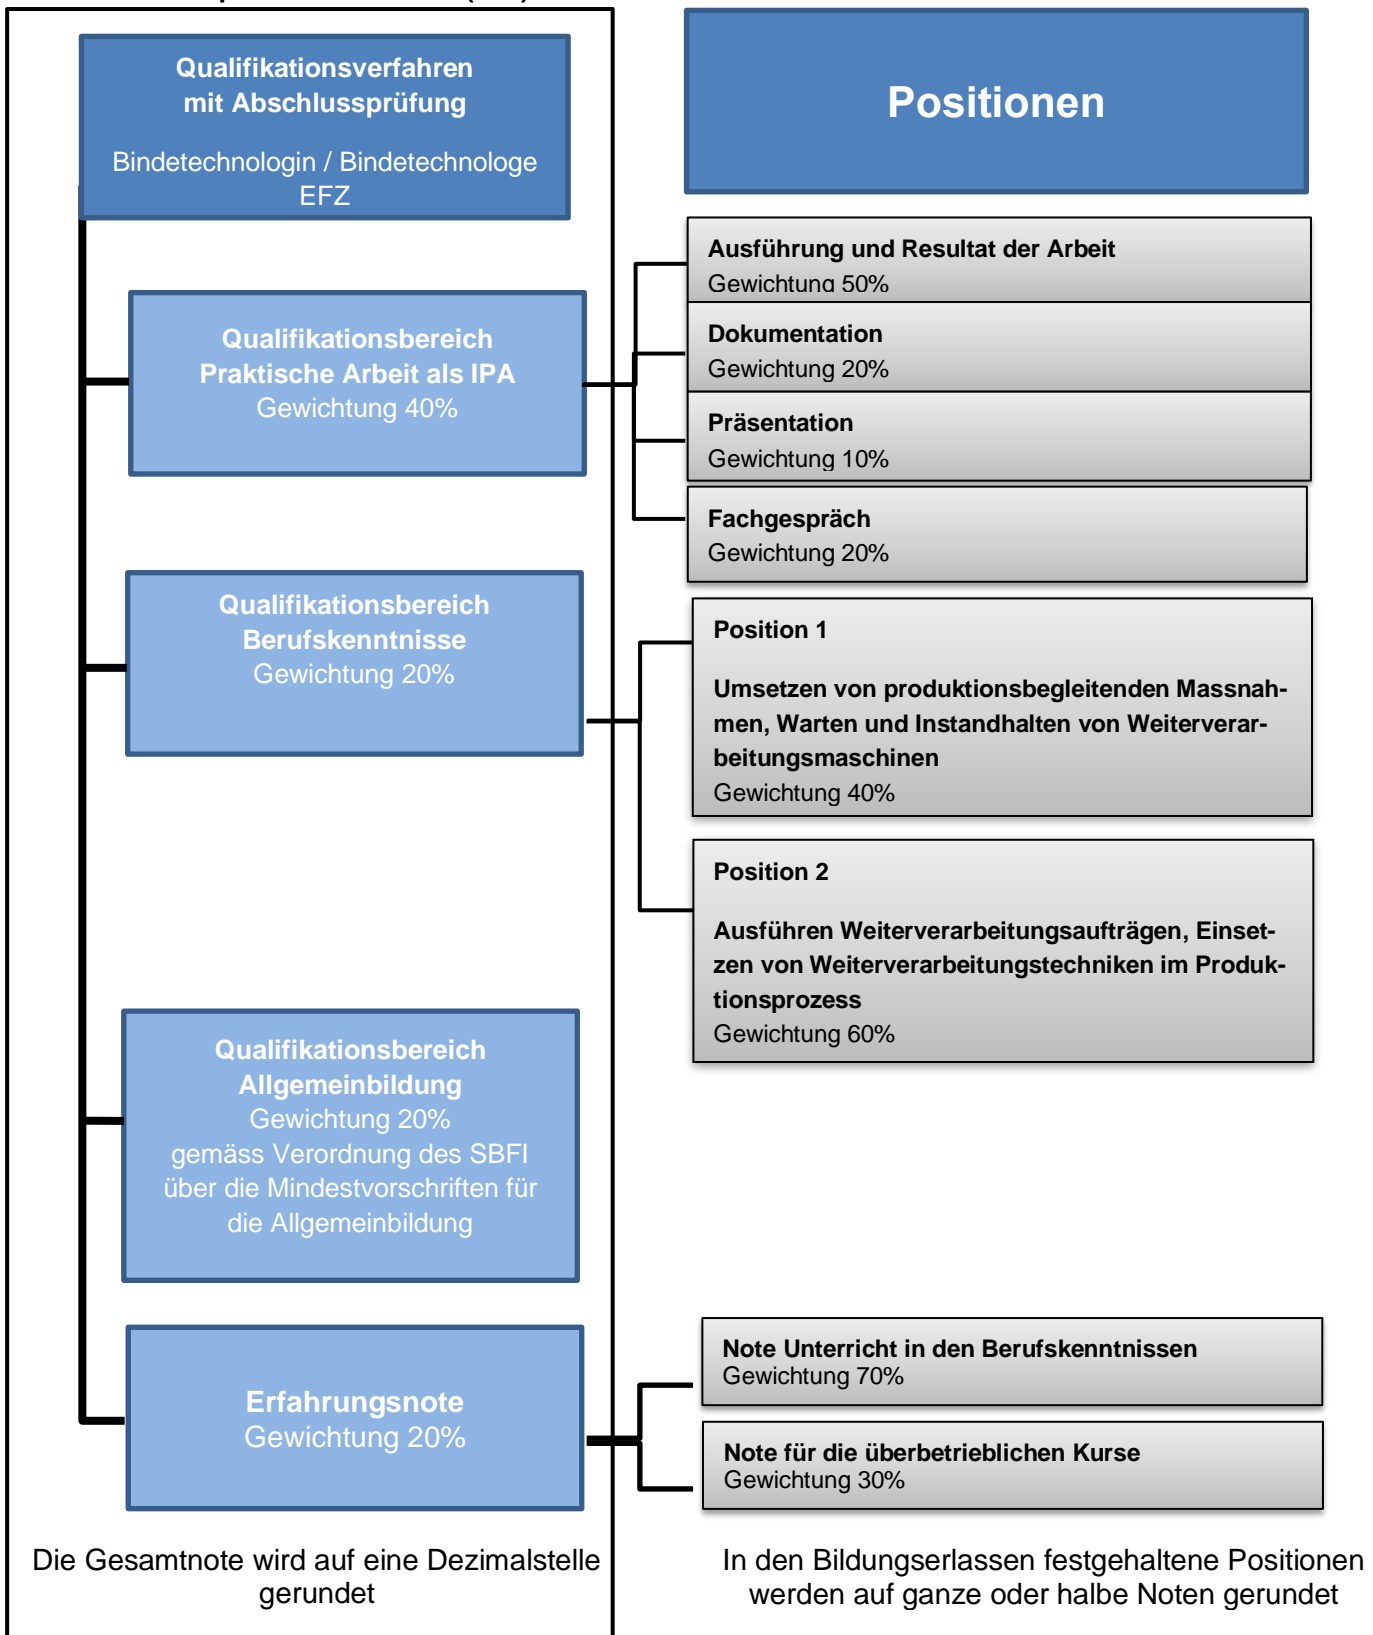 Qualifikationsverfahren
mit Abschlussprüfung
Bindetechnologin / Bindetechnologe
EFZ
Positionen
Qualifikationsbereich
Praktische Arbeit als IPA
Gewichtung 40%
Ausführung und Resultat der Arbeit
Gewichtung 50%
Dokumentation
Gewichtung 20%
Präsentation
Gewichtung 10%
Fachgespräch
Gewichtung 20%
Qualifikationsbereich
Berufskenntnisse
Gewichtung 20%
Position 1
Umsetzen von produktionsbegleitenden Massnah-
men, Warten und Instandhalten von Weiterverar-
beitungsmaschinen
Gewichtung 40%
Position 2
Ausführen Weiterverarbeitungsaufträgen, Einset-
zen von Weiterverarbeitungstechniken im Produk-
tionsprozess
Gewichtung 60%
Qualifikationsbereich
Allgemeinbildung
Gewichtung 20%
gemäss Verordnung des SBFI
über die Mindestvorschriften für
die Allgemeinbildung
Erfahrungsnote
Gewichtung 20%
Note Unterricht in den Berufskenntnissen
Gewichtung 70%
Note für die überbetrieblichen Kurse
Gewichtung 30%
Die Gesamtnote wird auf eine Dezimalstelle
gerundet
In den Bildungserlassen festgehaltene Positionen
werden auf ganze oder halbe Noten gerundet